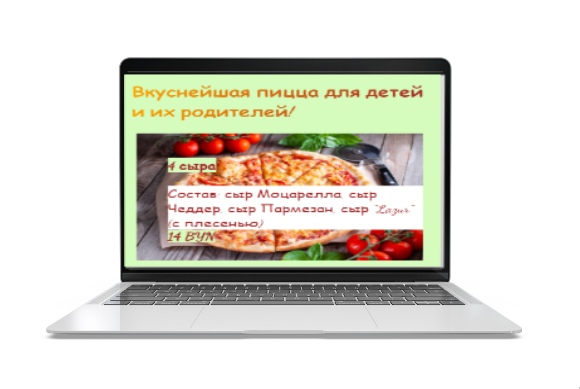 Вкуснейшая пицца для детей
и их родителей!
4 сыра
Состав: сыр Моцарелла, сыр
Чеддер, сыр Пармезан, сыр "Lazur"
(с плесенью)
14 BYN